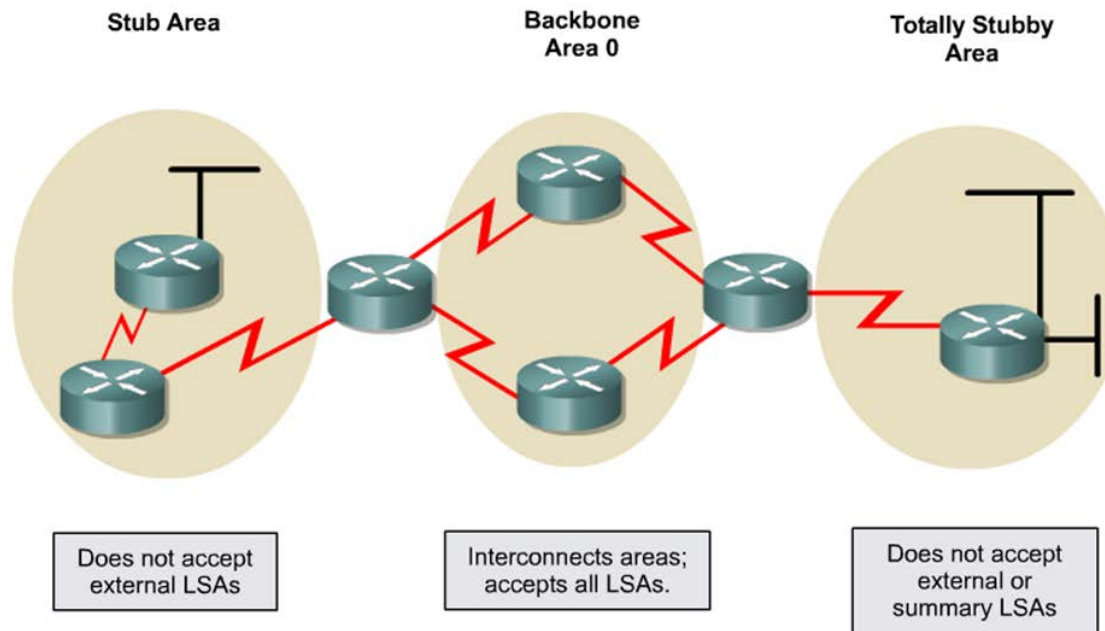 Stub Area
Backbone
Area 0
Totally Stubby
Area
Does not accept
external LSAs
Interconnects areas;
accepts all LSAs.
Does not accept
external or
summary LSAs